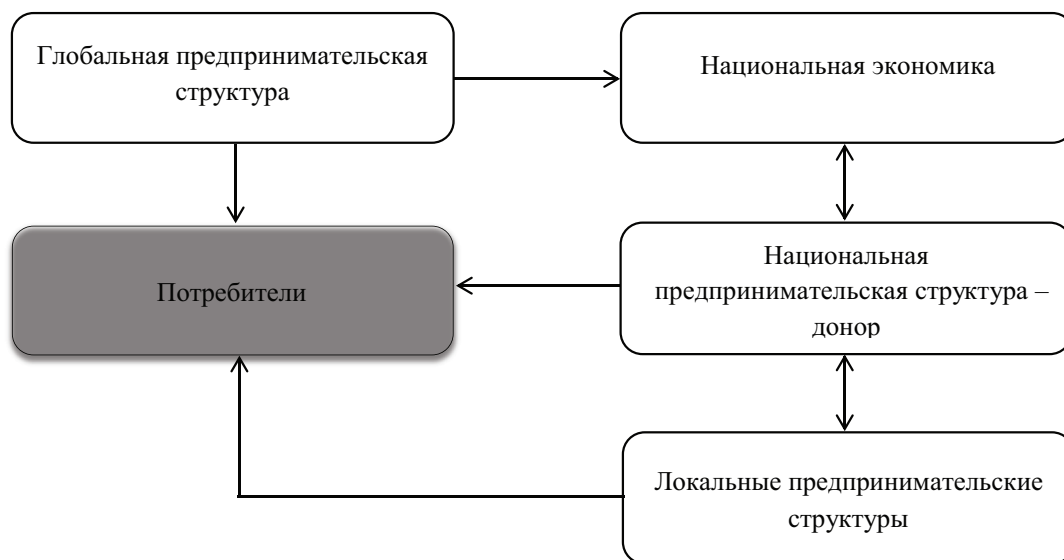 Глобальная предпринимательская
структура
Национальная экономика
Потребители
Национальная
предпринимательская структура –
донор
Локальные предпринимательские
структуры